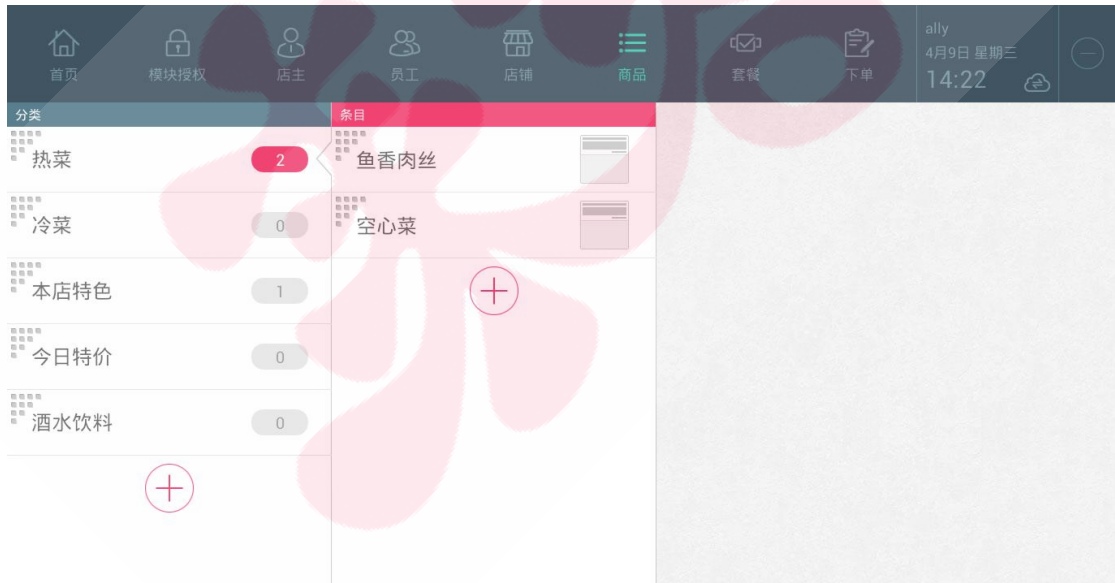 首页 模块授权 店主 员工 店铺 商品 套餐 下单
ally
4月9日 星期三
14:22
分类
热菜 2
冷菜 0
本店特色 1
今日特价 0
酒水饮料 0
条目
鱼香肉丝
空心菜